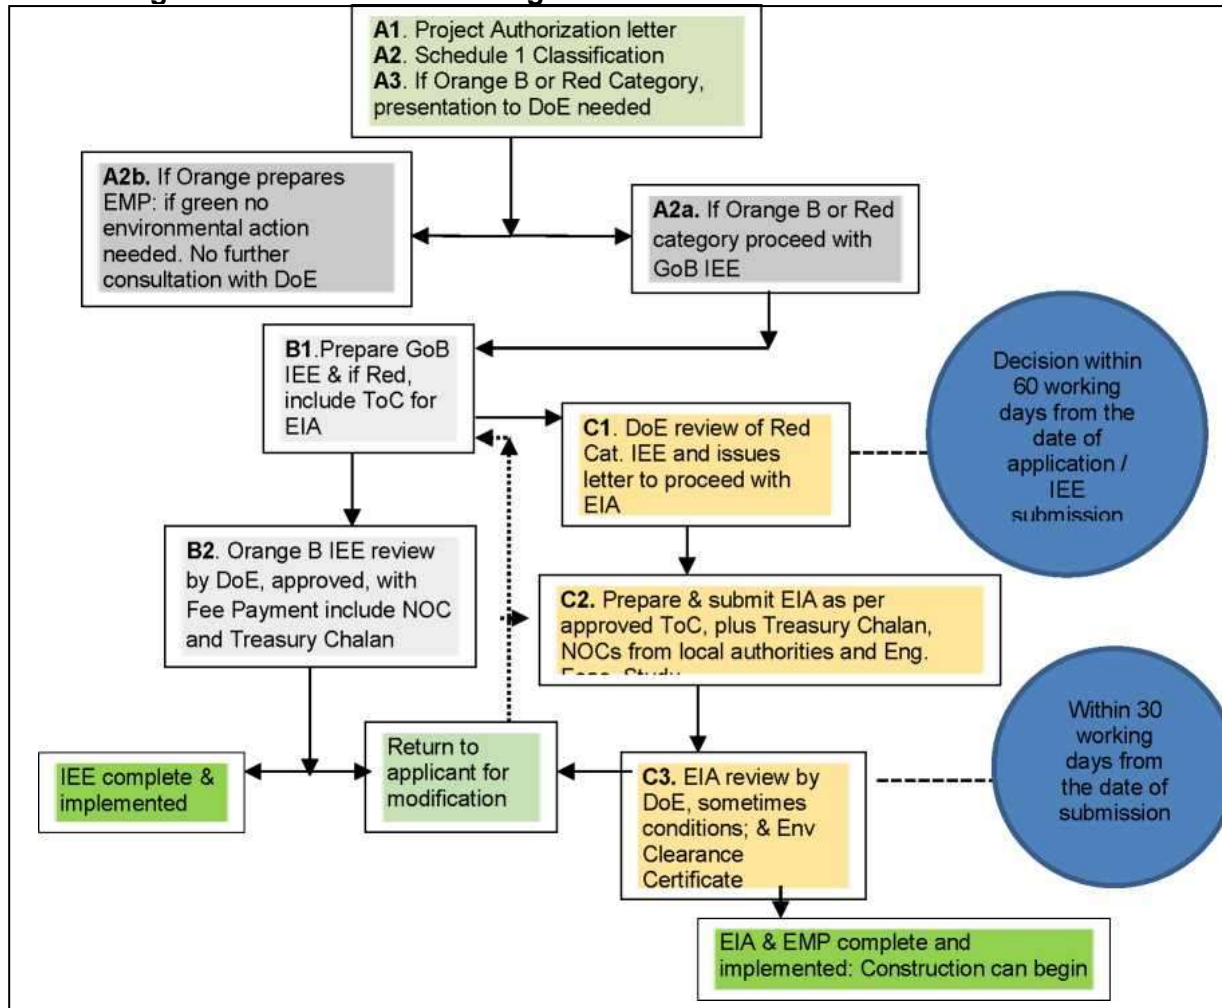 A1. Project Authorization letter
A2. Schedule 1 Classification
A3. If Orange B or Red Category,
presentation to DoE needed
A2b. If Orange prepares
EMP: if green no
environmental action
needed. No further
consultation with DoE
A2a. If Orange B or Red
category proceed with
GoB IEE
B1.Prepare GoB
IEE & if Red,
include ToC for
EIA
Decision within
60 working
days from the
date of
application /
IEE
submission
C1. DoE review of Red
Cat. IEE and issues
letter to proceed with
EIA
B2. Orange B IEE review
by DoE, approved, with
Fee Payment include NOC
and Treasury Chalan
C2. Prepare & submit EIA as per
approved ToC, plus Treasury Chalan,
NOCs from local authorities and Eng.
Study
Within 30
working
days from
the date of
submission
IEE complete &
implemented
Return to
applicant for
modification
C3. EIA review by
DoE, sometimes
conditions; & Env
Clearance
Certificate
EIA & EMP complete and
implemented: Construction can begin